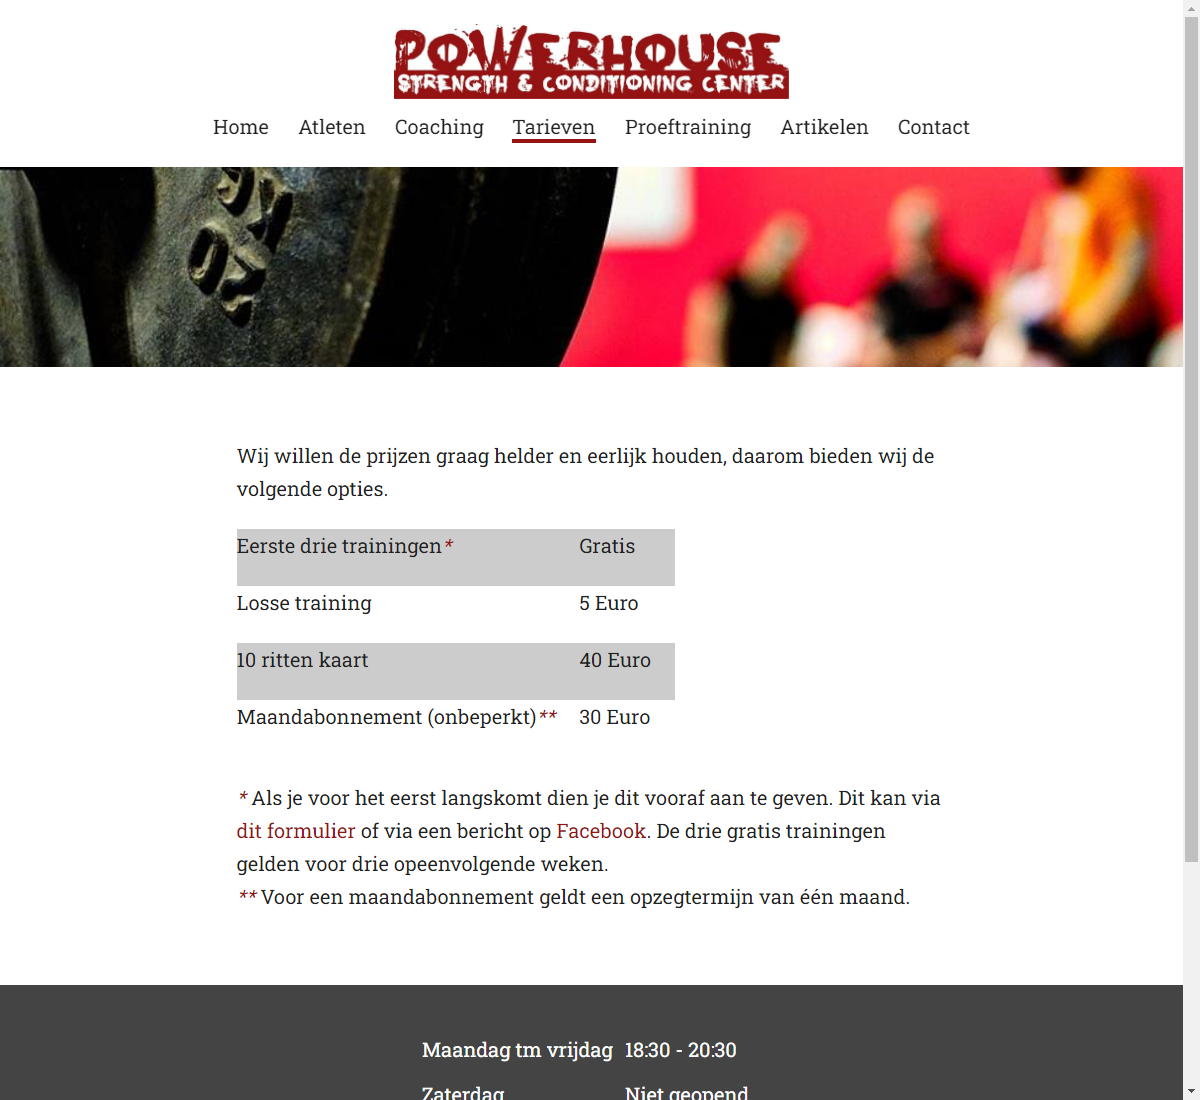 POWERHOUSE
STRENGTH & CONDITIONING CENTER
Home Atleten Coaching Tarieven Proeftraining Artikelen Contact
Wij willen de prijzen graag helder en eerlijk houden, daarom bieden wij de
volgende opties.
Eerste drie trainingen* Gratis
Losse training 5 Euro
10 ritten kaart 40 Euro
Maandabonnement (onbeperkt)** 30 Euro
* Als je voor het eerst langskomt dien je dit vooraf aan te geven. Dit kan via
dit formulier of via een bericht op Facebook. De drie gratis trainingen
gelden voor drie opeenvolgende weken.
** Voor een maandabonnement geldt een opzegtermijn van één maand.
Maandag tm vrijdag 18:30 - 20:30
Zaterdag Niet geopend